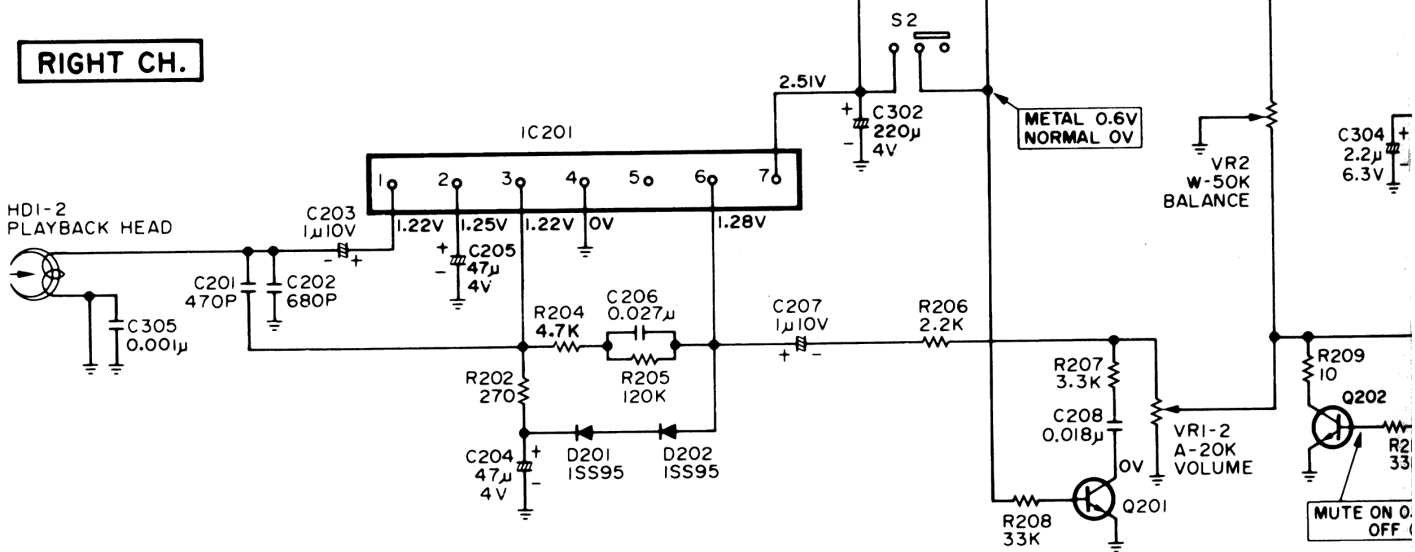 RIGHT CH.
S2
2.51V
C302
220μ
4V
+
-
METAL 0.6V
NORMAL 0V
VR2
W-50K
BALANCE
C304
2.2μ
6.3V
+
-
IC201
1
2
3
4
5
6
7
1.22V
1.25V
1.22V
0V
1.28V
HD1-2
PLAYBACK HEAD
C203
1μ10V
- +
C201
470P
C202
680P
C305
0.001μ
+
-
C205
47μ
4V
R204
4.7K
C206
0.027μ
R205
120K
C207
1μ10V
+ -
R206
2.2K
R202
270
D201
1SS95
D202
1SS95
C204
47μ
4V
+
-
R207
3.3K
C208
0.018μ
0V
VR1-2
A-20K
VOLUME
R208
33K
Q201
R209
10
Q202
MUTE ON
OFF